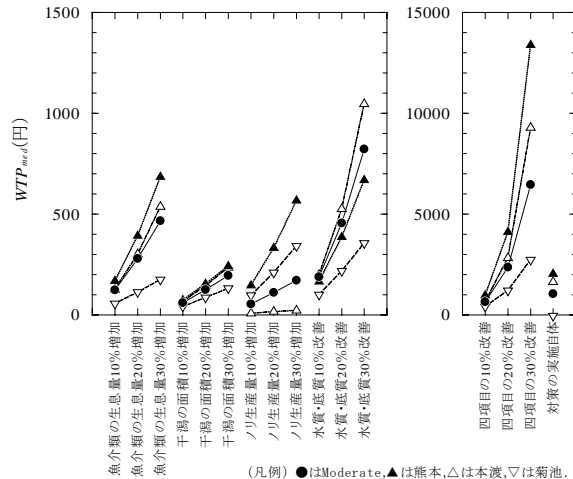 1500
1000
500
0
WTPmed(円)
魚介類の生息量10%増加
魚介類の生息量20%増加
魚介類の生息量30%増加
干潟の面積10%増加
干潟の面積20%増加
干潟の面積30%増加
ノリ生産量10%増加
ノリ生産量20%増加
ノリ生産量30%増加
水質・底質10%改善
水質・底質20%改善
水質・底質30%改善
15000
10000
5000
0
四項目の10%改善
四項目の20%改善
四項目の30%改善
対策の実施自体
(凡例) ●はModerate,▲は熊本,△は本渡,▽は菊池.